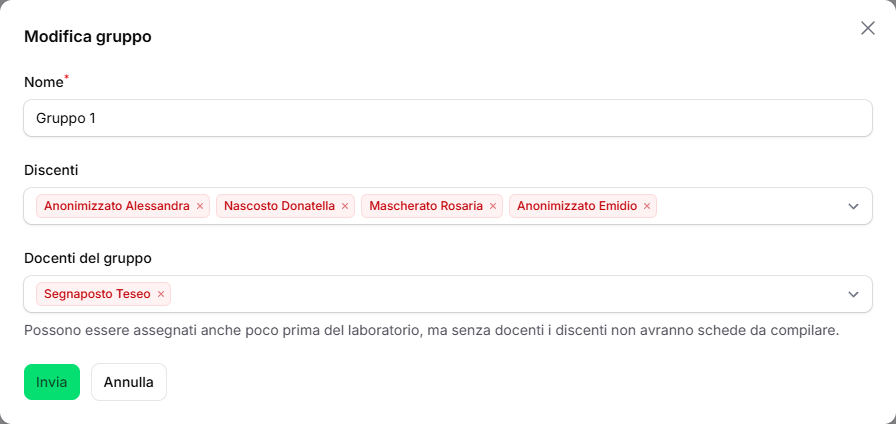 Modifica gruppo
Nome*
Gruppo 1
Discenti
Anonimizzato Alessandra × Nascosto Donatella × Mascherato Rosaria × Anonimizzato Emidio ×
Docenti del gruppo
Segnaposto Teseo ×
Possono essere assegnati anche poco prima del laboratorio, ma senza docenti i discenti non avranno schede da compilare.
Invia Annulla